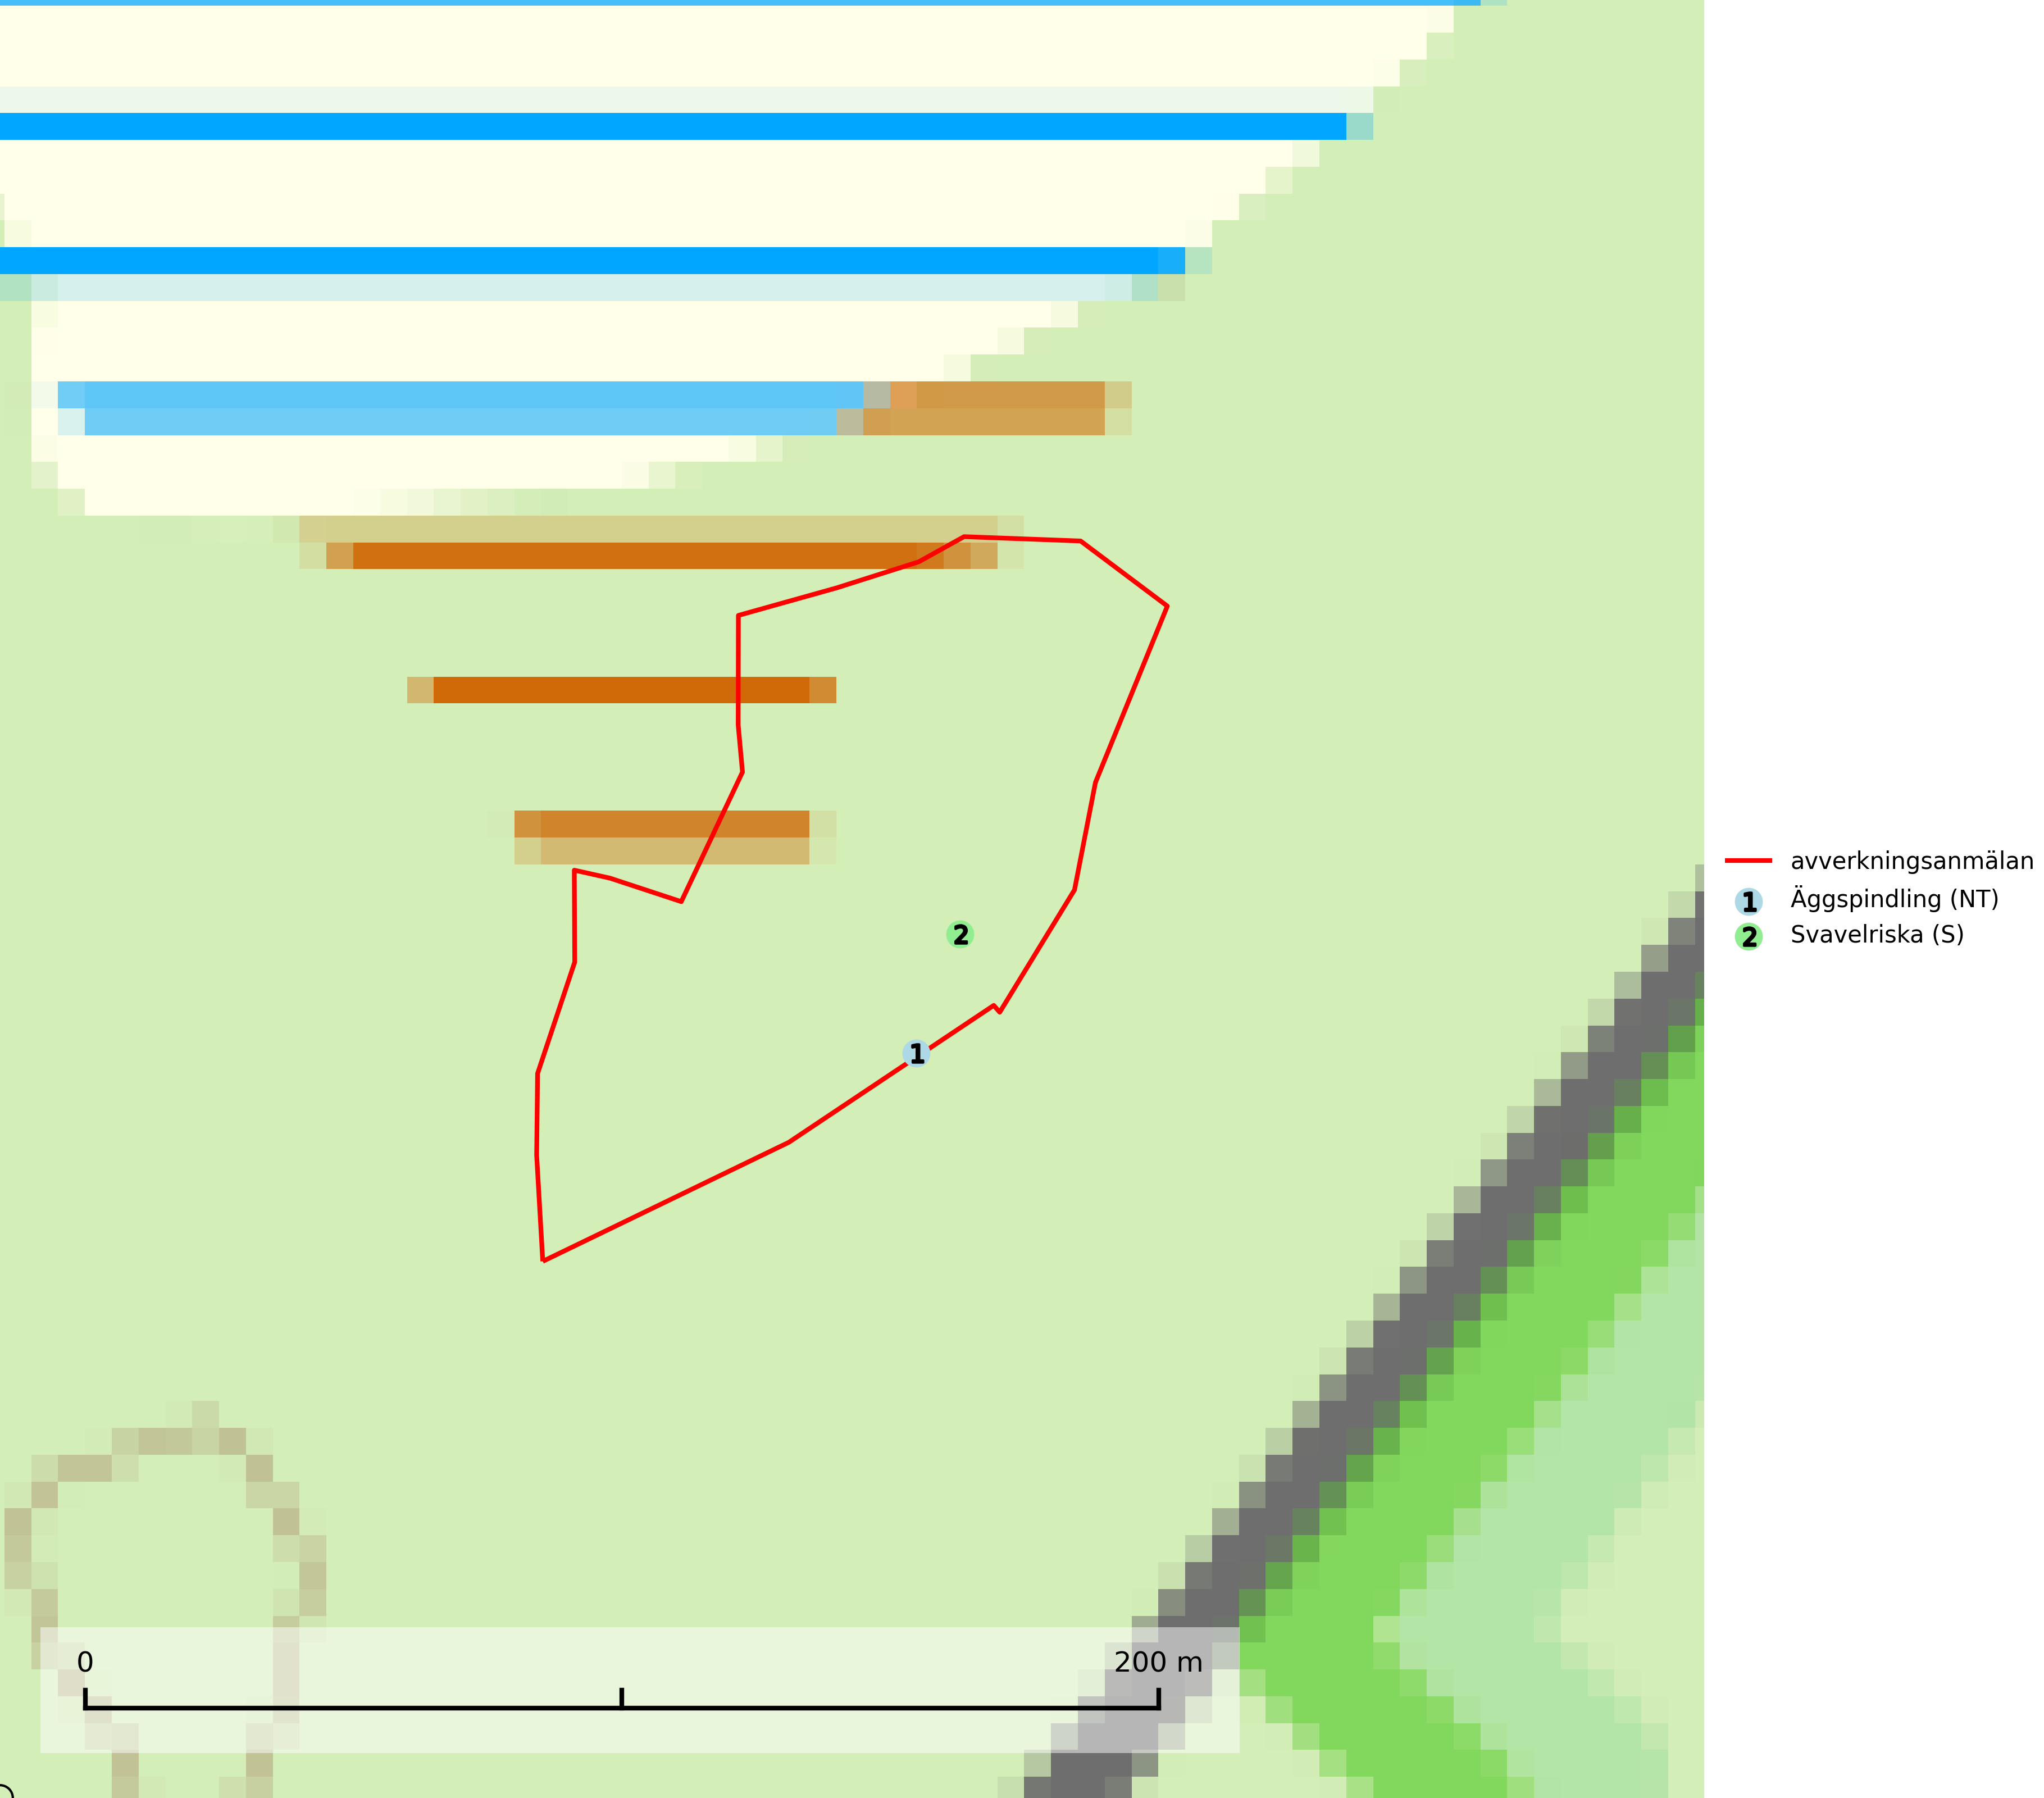 2
1
avverkningsanmälan
1 Äggspindling (NT)
2 Svavelriska (S)
0 200 m